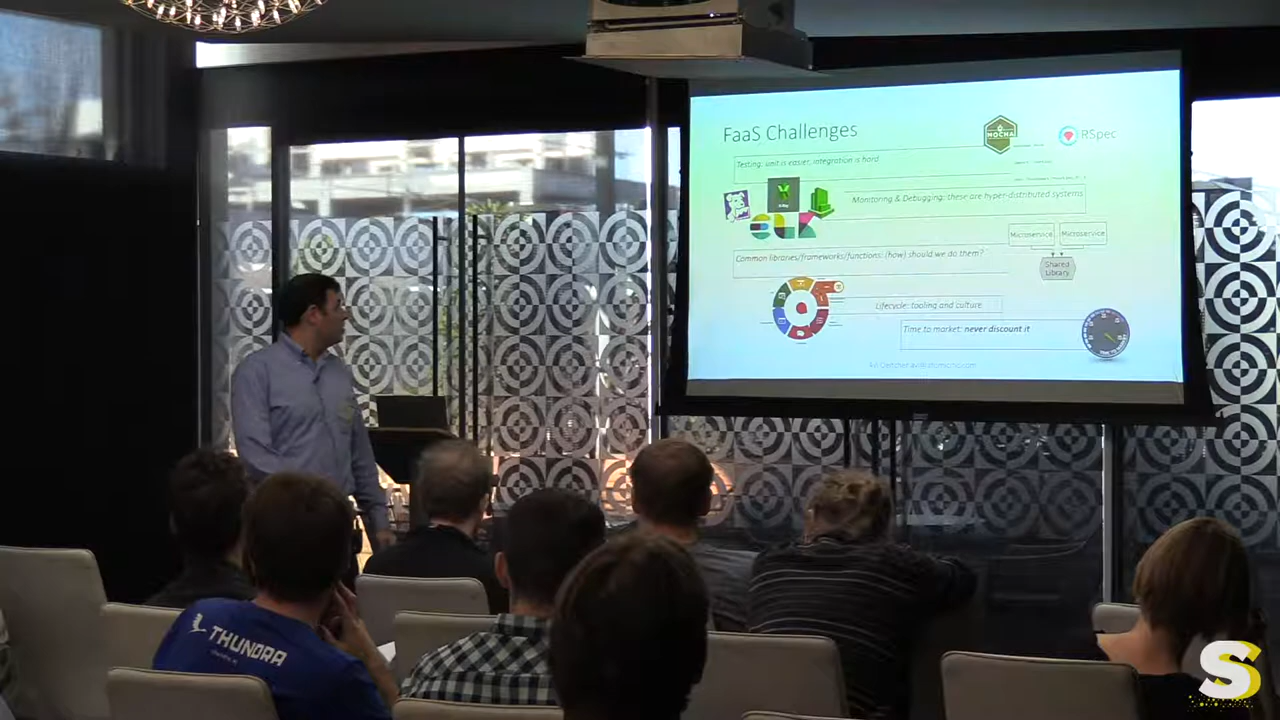 FaaS Challenges
MOCHA
RSpec
Testing: unit is easier, integration is hard
Monitoring & Debugging: these are hyper-distributed systems
Microservice
Microservice
Common libraries/frameworks/functions: (how) should we do them?
Shared
Library
Lifecycle: tooling and culture
Time to market: never discount it
THUNDRA
S